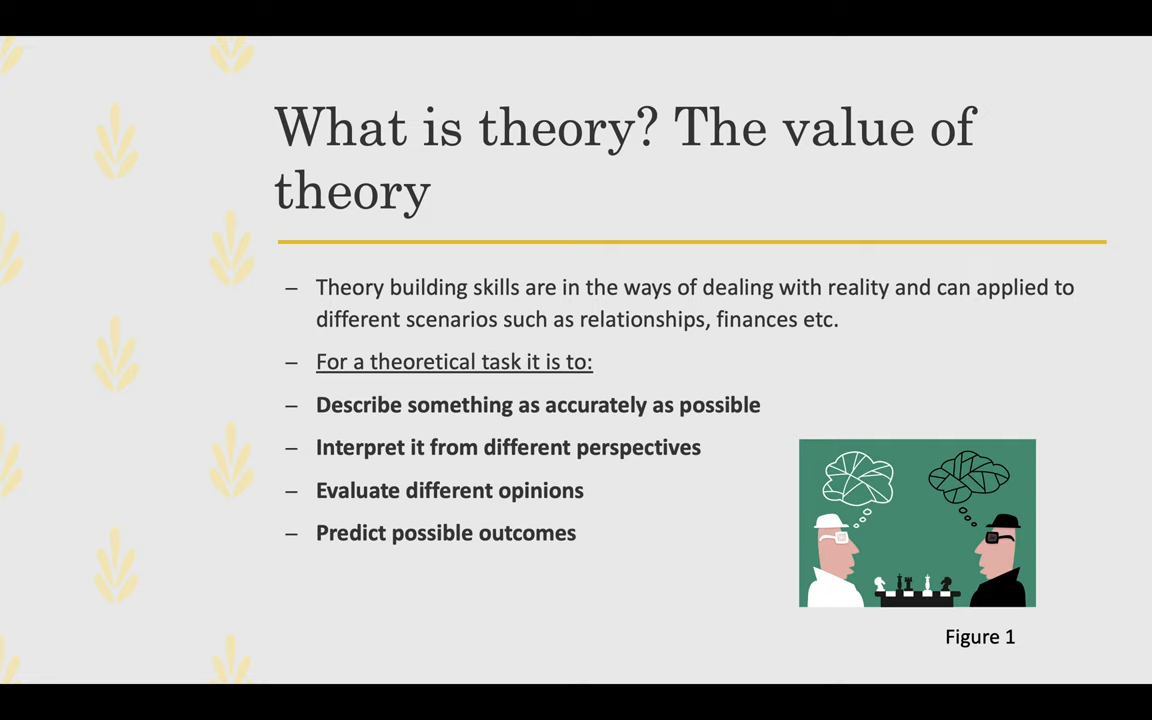 What is theory? The value of
theory
– Theory building skills are in the ways of dealing with reality and can applied to
different scenarios such as relationships, finances etc.
– For a theoretical task it is to:
– Describe something as accurately as possible
– Interpret it from different perspectives
– Evaluate different opinions
– Predict possible outcomes
Figure 1